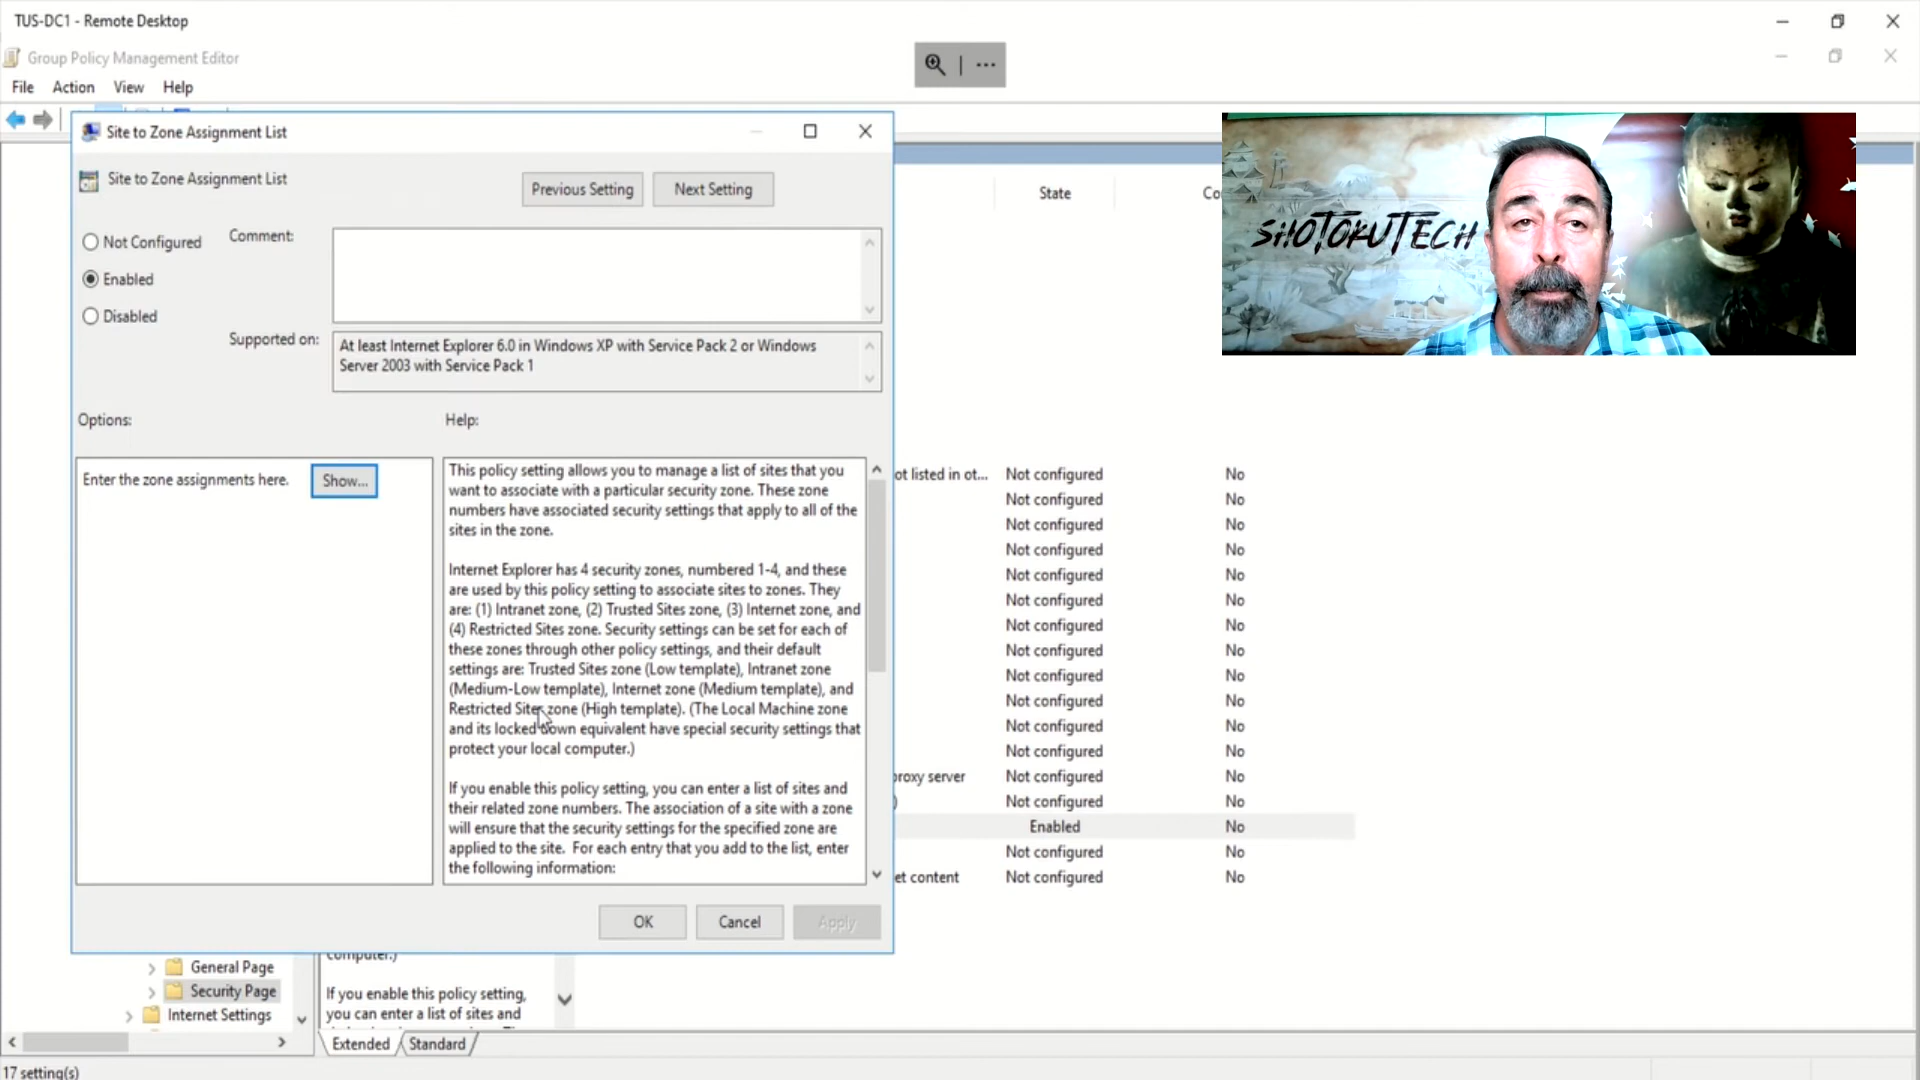 TUS-DC1 - Remote Desktop
Group Policy Management Editor
File Action View Help
Site to Zone Assignment List
Site to Zone Assignment List
Previous Setting
Next Setting
Not Configured
Enabled
Disabled
Comment:
Supported on:
At least Internet Explorer 6.0 in Windows XP with Service Pack 2 or Windows
Server 2003 with Service Pack 1
Options:
Help:
Enter the zone assignments here.
Show...
This policy setting allows you to manage a list of sites that you
want to associate with a particular security zone. These zone
numbers have associated security settings that apply to all of the
sites in the zone.
Internet Explorer has 4 security zones, numbered 1-4, and these
are used by this policy setting to associate sites to zones. They
are: (1) Intranet zone, (2) Trusted Sites zone, (3) Internet zone, and
(4) Restricted Sites zone. Security settings can be set for each of
these zones through other policy settings, and their default
settings are: Trusted Sites zone (Low template), Intranet zone
(Medium-Low template), Internet zone (Medium template), and
Restricted Sites zone (High template). (The Local Machine zone
and its locked down equivalent have special security settings that
protect your local computer.)
If you enable this policy setting, you can enter a list of sites and
their related zone numbers. The association of a site with a zone
will ensure that the security settings for the specified zone are
applied to the site. For each entry that you add to the list, enter
the following information:
OK
Cancel
Apply
State
Co
SHOTOKUTECH
ot listed in ot... Not configured No
Not configured No
Not configured No
Not configured No
Not configured No
Not configured No
Not configured No
Not configured No
Not configured No
Not configured No
Not configured No
Not configured No
proxy server Not configured No
) Not configured No
Enabled No
Not configured No
et content Not configured No
General Page
Security Page
Internet Settings
computer.)
If you enable this policy setting,
you can enter a list of sites and
Extended
Standard
17 setting(s)